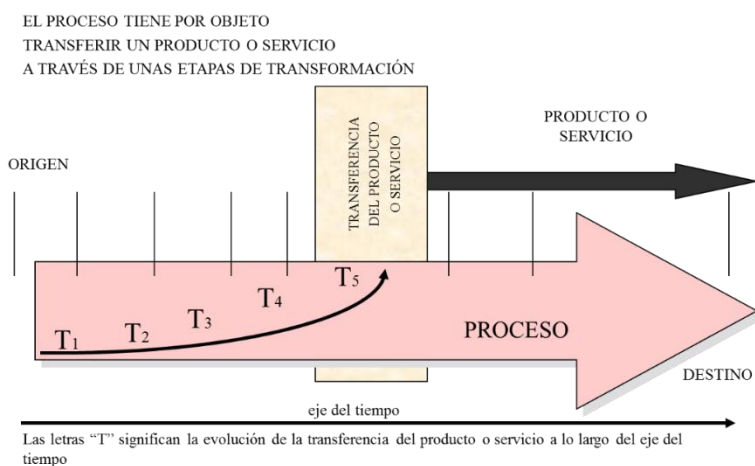 EL PROCESO TIENE POR OBJETO
TRANSFERIR UN PRODUCTO O SERVICIO
A TRAVÉS DE UNAS ETAPAS DE TRANSFORMACIÓN
PRODUCTO O
SERVICIO
ORIGEN
TRANSFERENCIA
DEL PRODUCTO
O SERVICIO
T1
T2
T3
T4
T5
PROCESO
DESTINO
eje del tiempo
Las letras “T” significan la evolución de la transferencia del producto o servicio a lo largo del eje del
tiempo